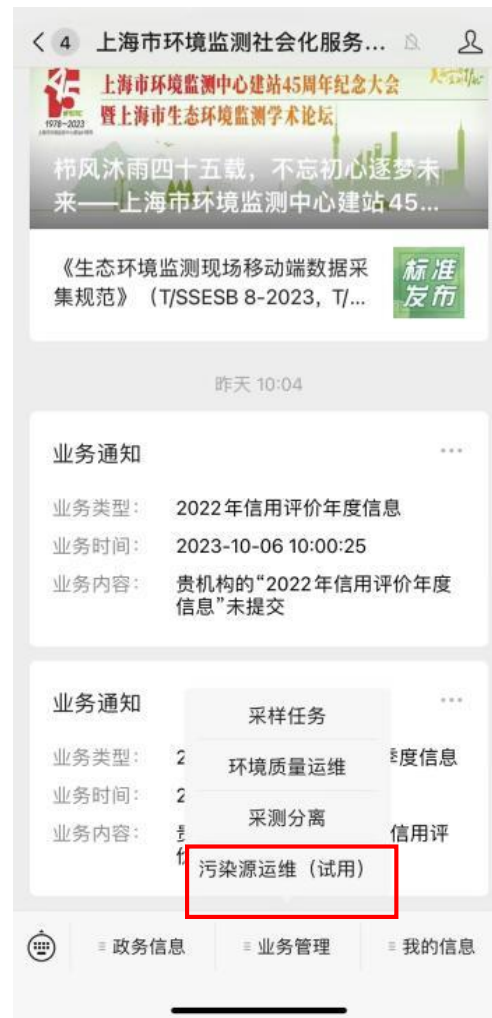 4 上海市环境监测社会化服务...
上海市环境监测中心建站45周年纪念大会
1978-2023
暨上海市生态环境监测学术论坛
栉风沐雨四十五载，不忘初心逐梦未
来——上海市环境监测中心建站45...
《生态环境监测现场移动端数据采
集规范》（T/SSESB 8-2023，T/...
标准
发布
昨天 10:04
业务通知
业务类型： 2022年信用评价年度信息
业务时间： 2023-10-06 10:00:25
业务内容： 贵机构的“2022年信用评价年度
信息”未提交
业务通知
采样任务
业务类型： 2 季度信息
环境质量运维
业务时间： 2
采测分离
业务内容： 信用评
污染源运维（试用）
政务信息 业务管理 我的信息